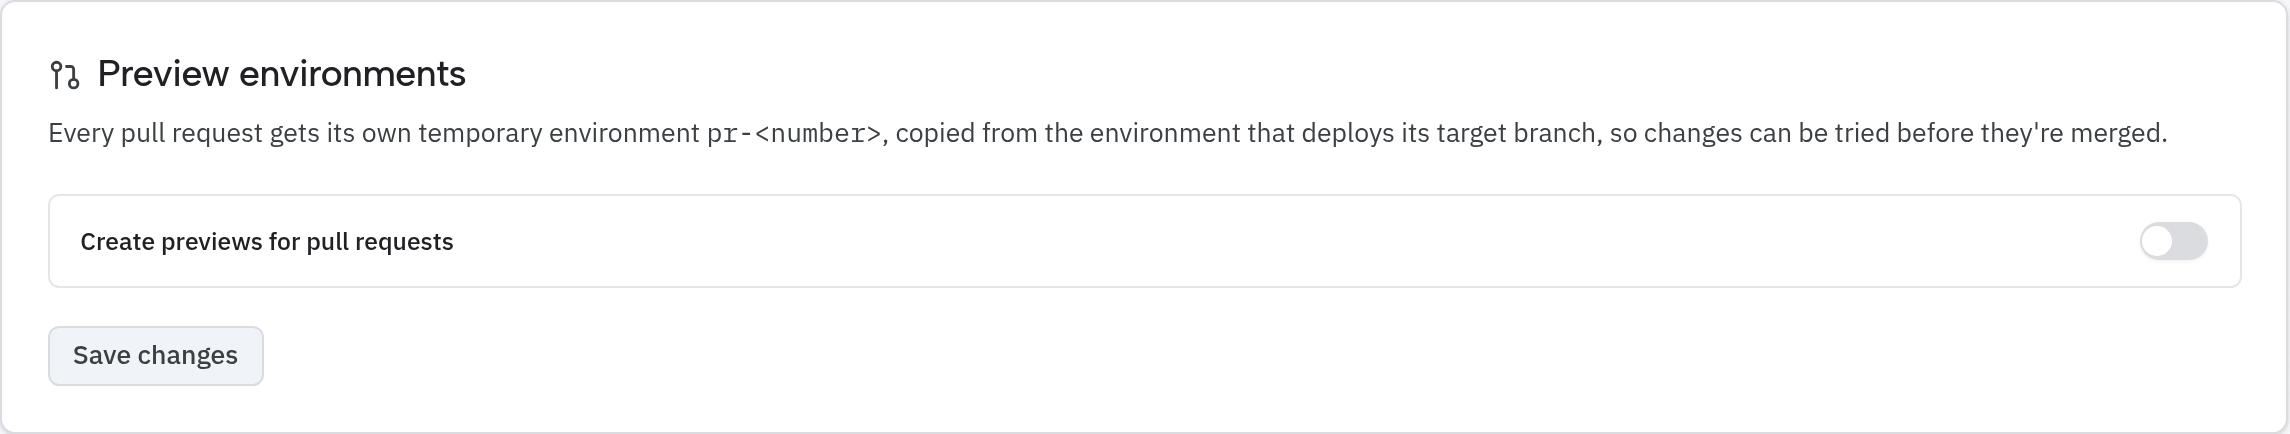 Preview environments
Every pull request gets its own temporary environment pr-<number>, copied from the environment that deploys its target branch, so changes can be tried before they're merged.
Create previews for pull requests
Save changes